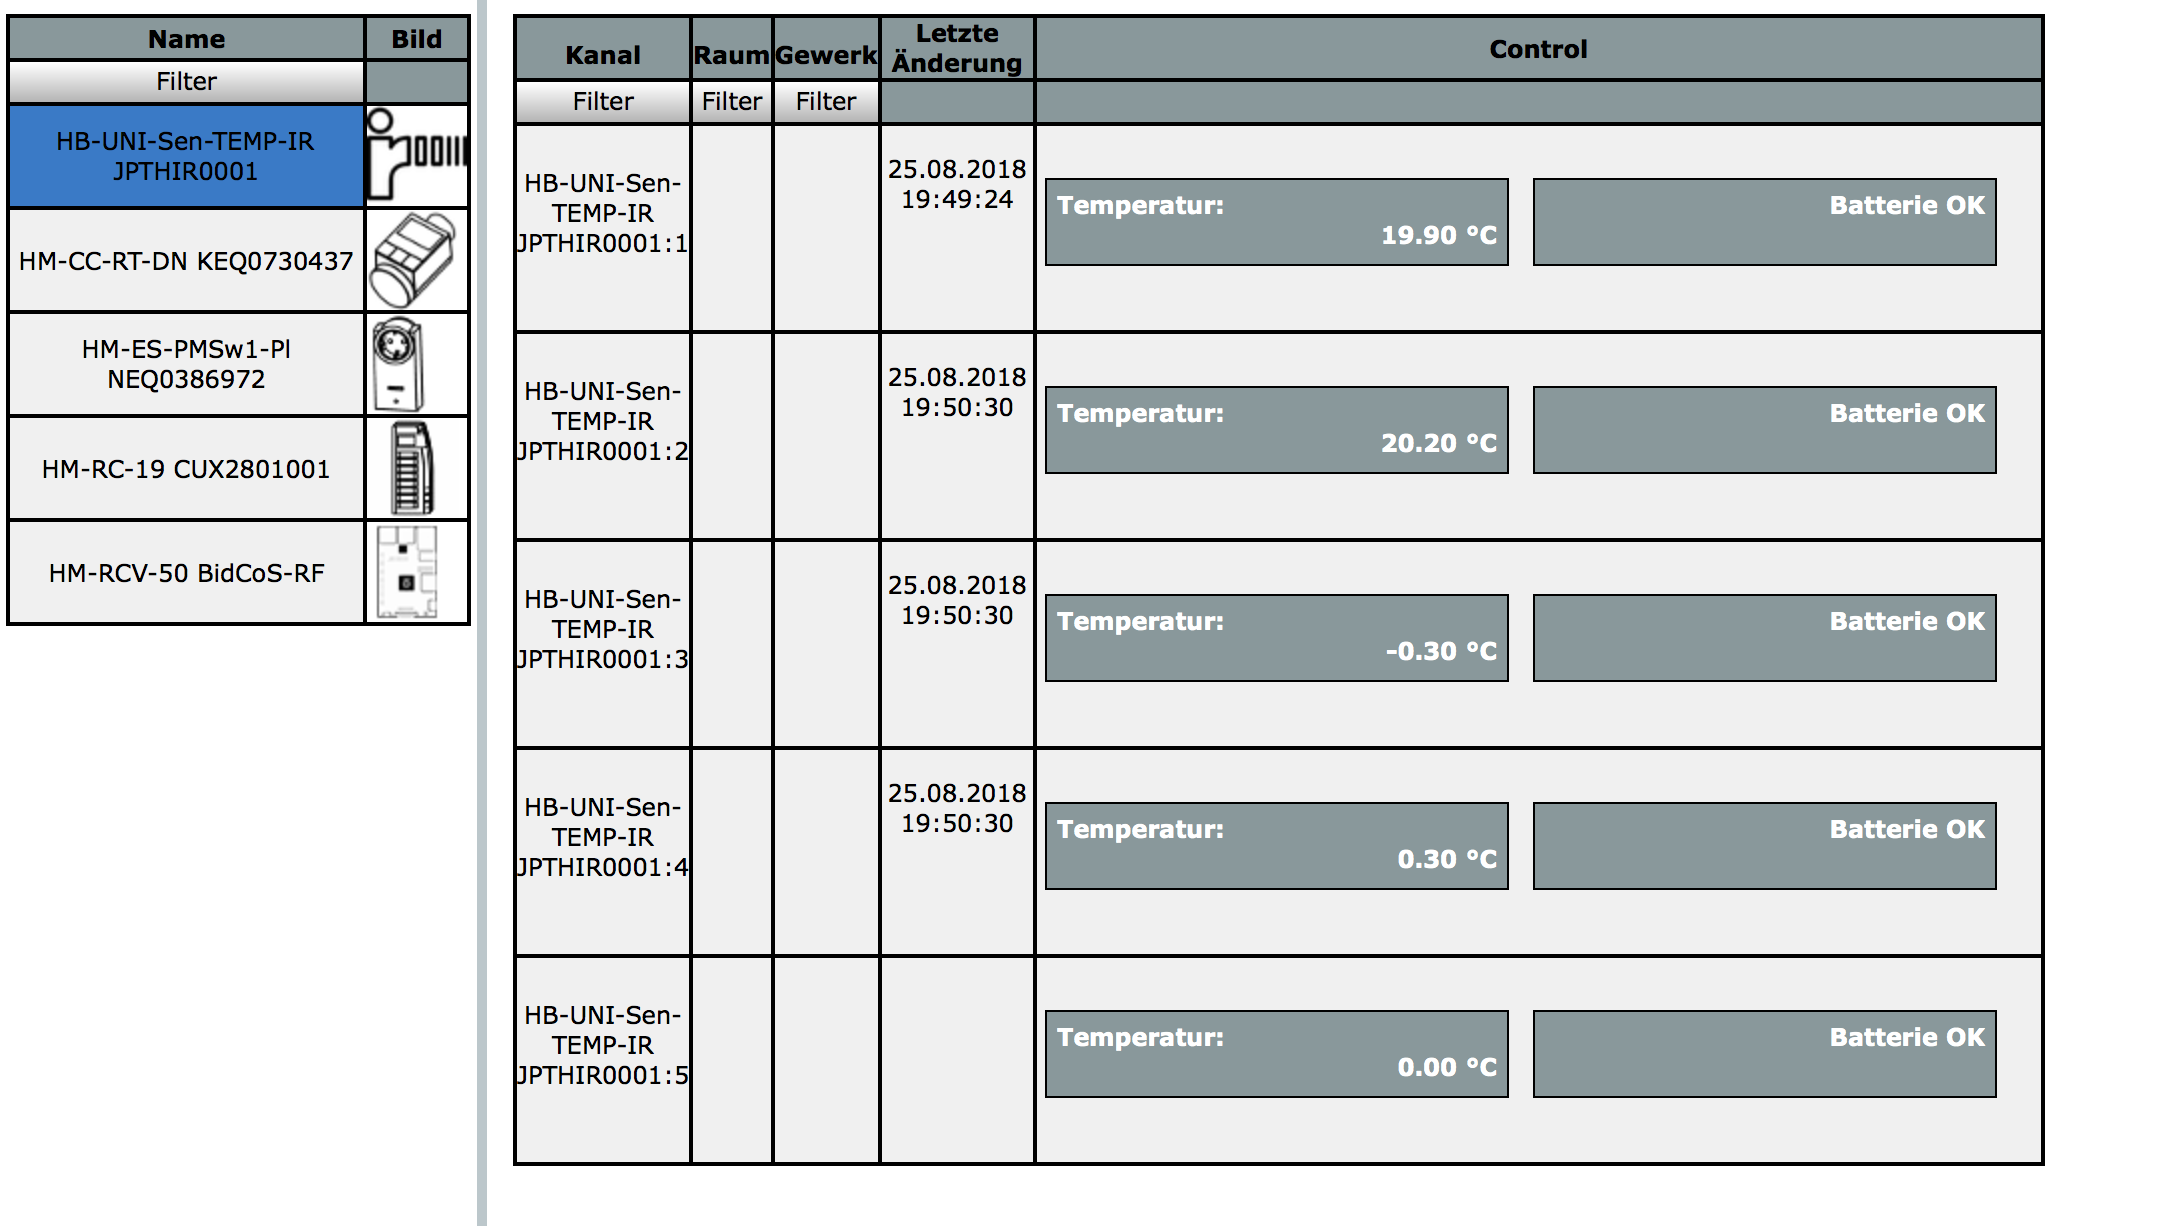 Name
Bild
Filter
HB-UNI-Sen-TEMP-IR
JPTHIR0001
HM-CC-RT-DN KEQ0730437
HM-ES-PMSw1-Pl
NEQ0386972
HM-RC-19 CUX2801001
HM-RCV-50 BidCoS-RF
Kanal
Raum
Gewerk
Letzte
Änderung
Control
Filter
Filter
Filter
HB-UNI-Sen-
TEMP-IR
JPTHIR0001:1
25.08.2018
19:49:24
Temperatur:
19.90 °C
Batterie OK
HB-UNI-Sen-
TEMP-IR
JPTHIR0001:2
25.08.2018
19:50:30
Temperatur:
20.20 °C
Batterie OK
HB-UNI-Sen-
TEMP-IR
JPTHIR0001:3
25.08.2018
19:50:30
Temperatur:
-0.30 °C
Batterie OK
HB-UNI-Sen-
TEMP-IR
JPTHIR0001:4
25.08.2018
19:50:30
Temperatur:
0.30 °C
Batterie OK
HB-UNI-Sen-
TEMP-IR
JPTHIR0001:5
Temperatur:
0.00 °C
Batterie OK